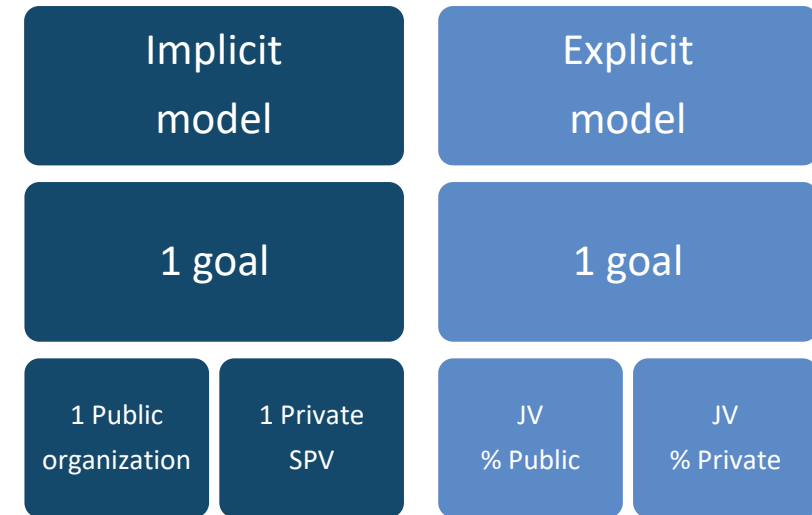 Implicit
model
Explicit
model
1 goal
1 goal
1 Public
organization
1 Private
SPV
JV
% Public
JV
% Private